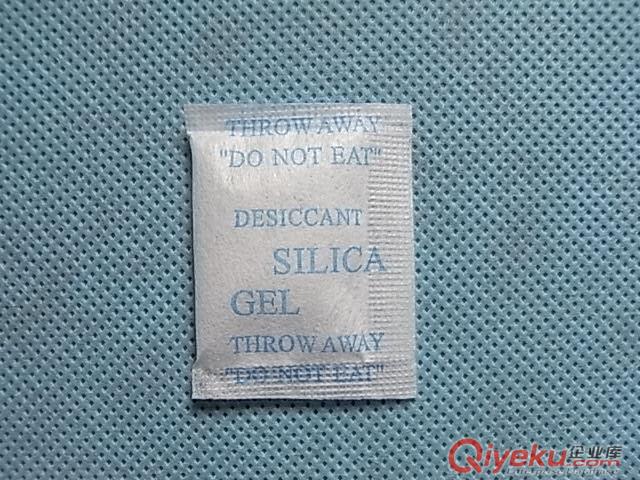 THROW AWAY
"DO NOT EAT"
DESICCANT
SILICA
GEL
THROW AWAY
"DO NOT EAT"
Qiyeku.com 企业库